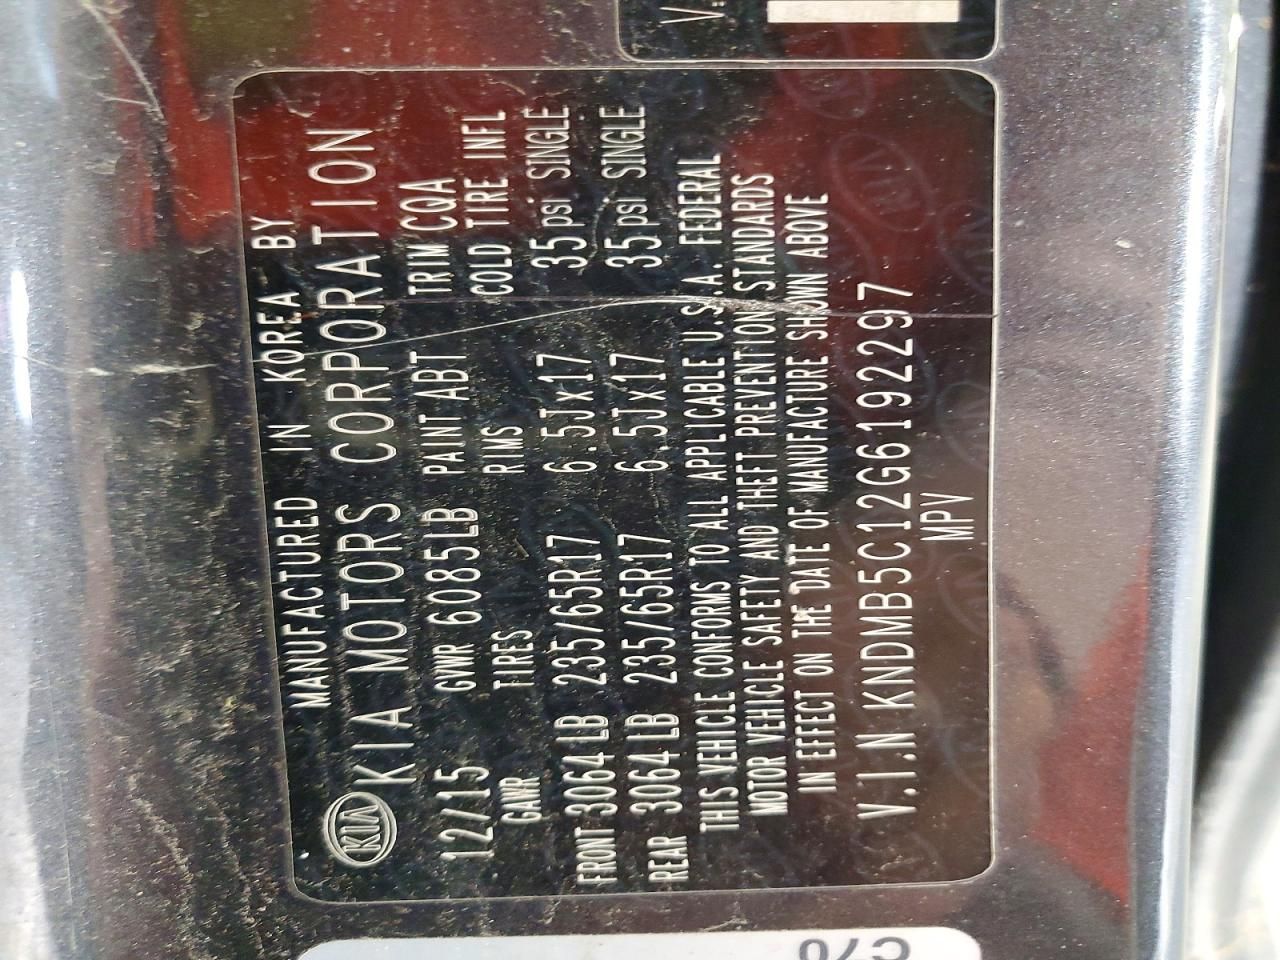 V.
MANUFACTURED IN KOREA BY
KIA KIA MOTORS CORPORATION
12/15 GVWR 6085LB PAINT ABT TRIM CQA
GAWR TIRES RIMS COLD TIRE INFL
FRONT 3064LB 235/65R17 6.5Jx17 35psi SINGLE
REAR 3064LB 235/65R17 6.5Jx17 35psi SINGLE
THIS VEHICLE CONFORMS TO ALL APPLICABLE U.S.A. FEDERAL
MOTOR VEHICLE SAFETY AND THEFT PREVENTION STANDARDS
IN EFFECT ON THE DATE OF MANUFACTURE SHOWN ABOVE
V.I.N KNDMB5C12G6192297
MPV